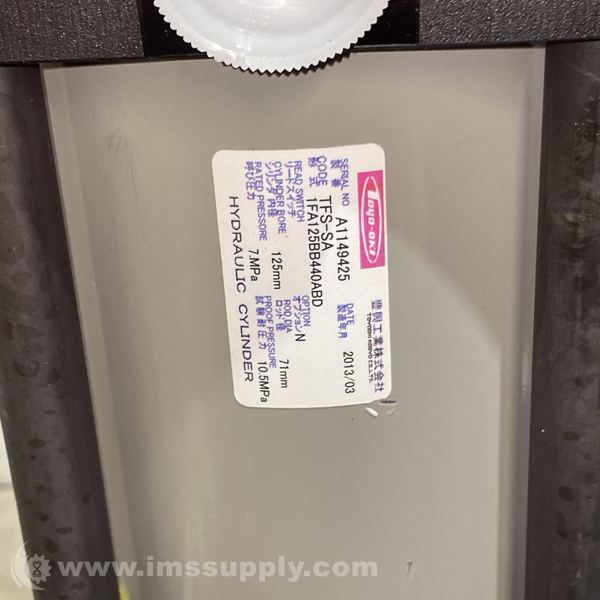 TOYO-OKI
豊興工業株式会社
TOYOOKI KOGYO CO.,LTD.
SERIAL NO
製番
A1149425
DATE
製造年月
2013/03
CODE
形式
TFS-SA
1FA125BB440ABD
READ SWITCH
リードスイッチ
OPTION
オプション
N
CYLINDER BORE
シリンダ内径
125mm
ROD DIA
ロッド径
71mm
RATED PRESSORE
呼び圧力
7.MPa
PROOF PRESSURE
試験耐圧力
10.5MPa
HYDRAULIC CYLINDER
www.imssupply.com